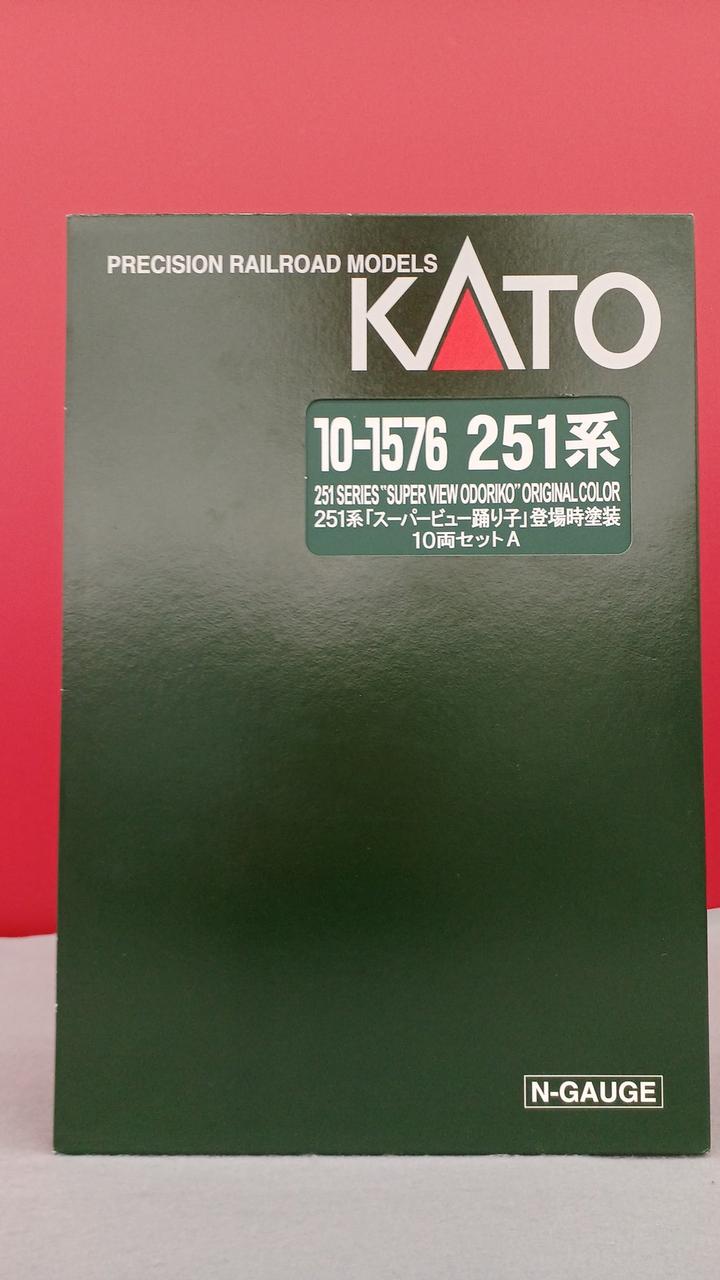 PRECISION RAILROAD MODELS
KATO
10-1576 251系
251 SERIES "SUPER VIEW ODORIKO" ORIGINAL COLOR
251系「スーパービュー踊り子」登場時塗装
10両セットA
N-GAUGE